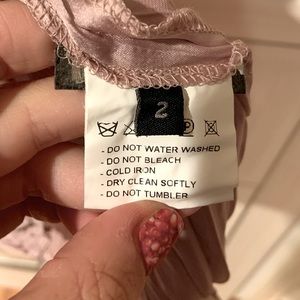 2
- DO NOT WATER WASHED
- DO NOT BLEACH
- COLD IRON
- DRY CLEAN SOFTLY
- DO NOT TUMBLER